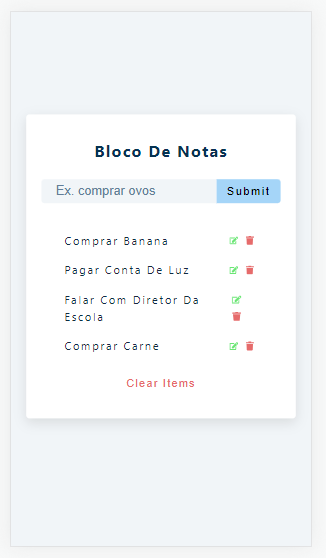 Bloco De Notas
Ex. comprar ovos
Submit
Comprar Banana
Pagar Conta De Luz
Falar Com Diretor Da
Escola
Comprar Carne
Clear Items